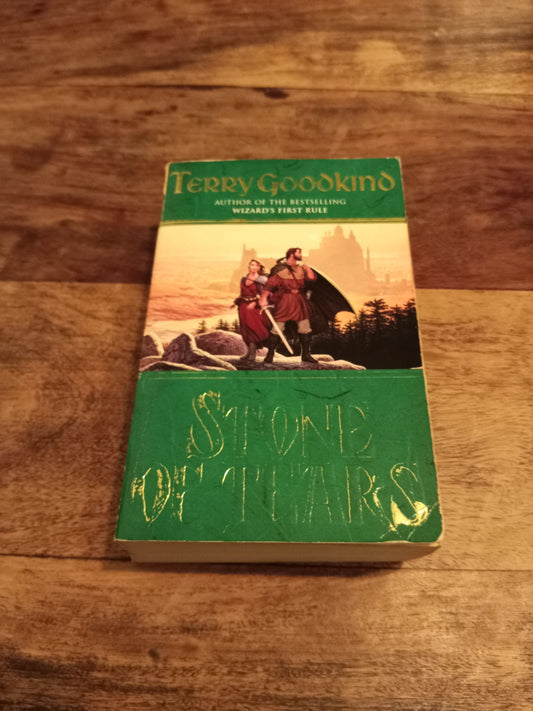 TERRY GOODKIND
AUTHOR OF THE BESTSELLING
WIZARD'S FIRST RULE
STONE
OF TEARS